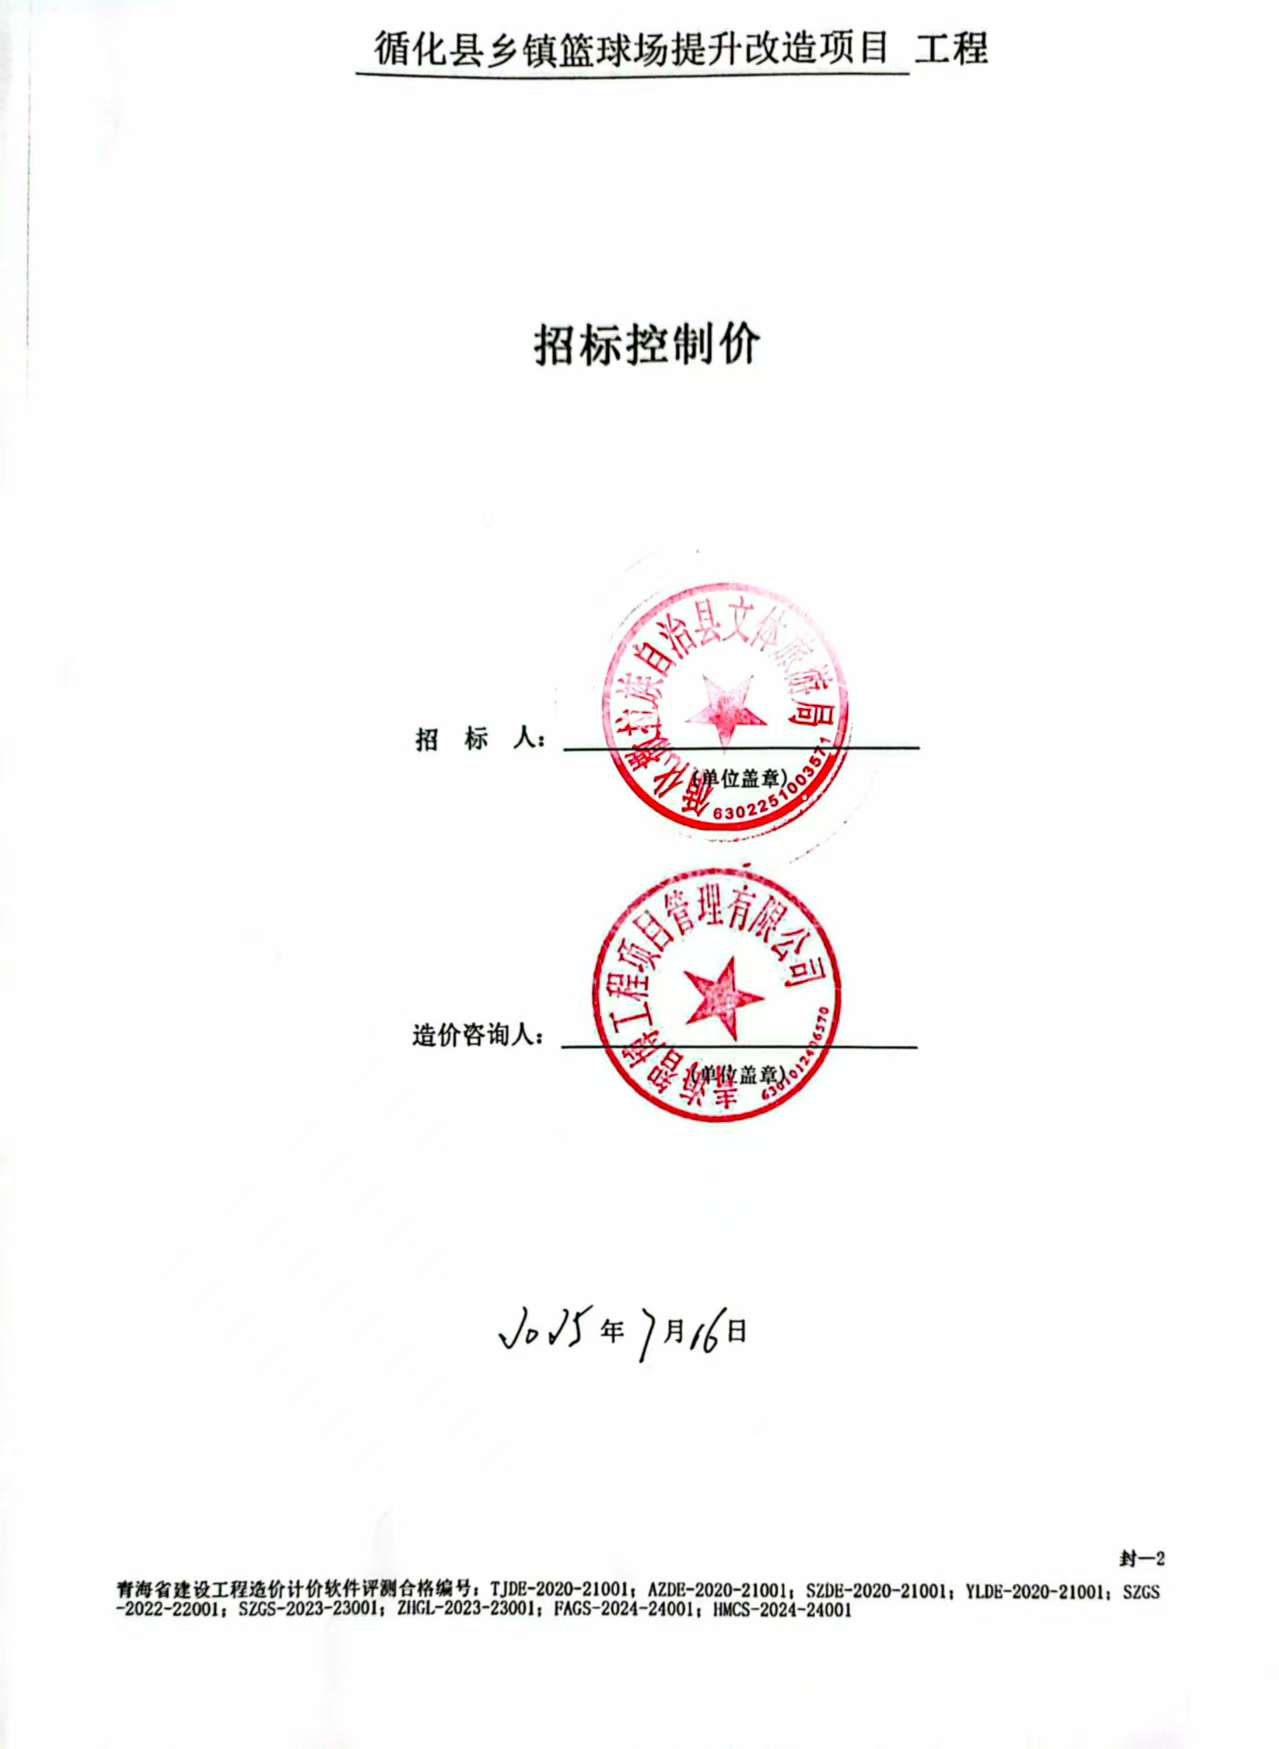 循化县乡镇篮球场提升改造项目 工程
招标控制价
循化撒拉族自治县文体旅游局
招 标 人:
(单位盖章)
6302251003571
青海智博工程项目管理有限公司
造价咨询人:
(单位盖章)
6301012406570
2025年7月16日
封—2
青海省建设工程造价计价软件评测合格编号: TJDE-2020-21001; AZDE-2020-21001; SZDE-2020-21001; YLDE-2020-21001; SZGS
-2022-22001; SZGS-2023-23001; ZHGL-2023-23001; FAGS-2024-24001; HMCS-2024-24001